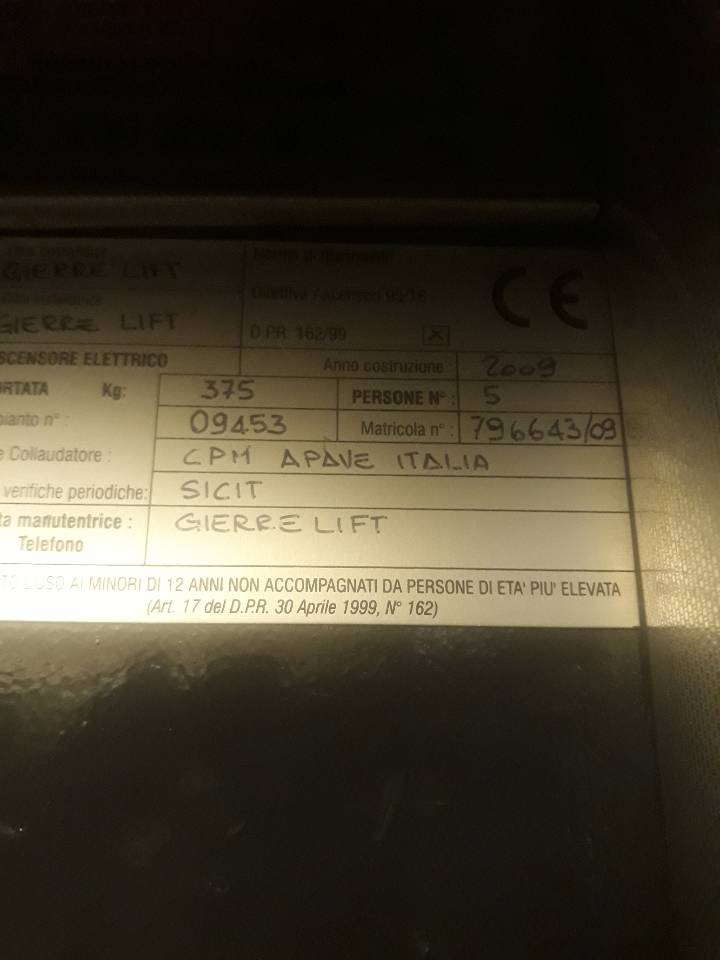 GIERRE LIFT
Direttiva Ascensori 95/16
CE
GIERRE LIFT
D.P.R. 162/99 X
SCENSORE ELETTRICO Anno costruzione : 2009
RTATA Kg: 375 PERSONE N° : 5
pianto n° : 09453 Matricola n° : 796643/09
e Collaudatore : CPM APAVE ITALIA
verifiche periodiche: SICIT
ta manutentrice : GIERRE LIFT
Telefono
TO L'USO AI MINORI DI 12 ANNI NON ACCOMPAGNATI DA PERSONE DI ETA' PIU' ELEVATA
(Art. 17 del D.P.R. 30 Aprile 1999, N° 162)